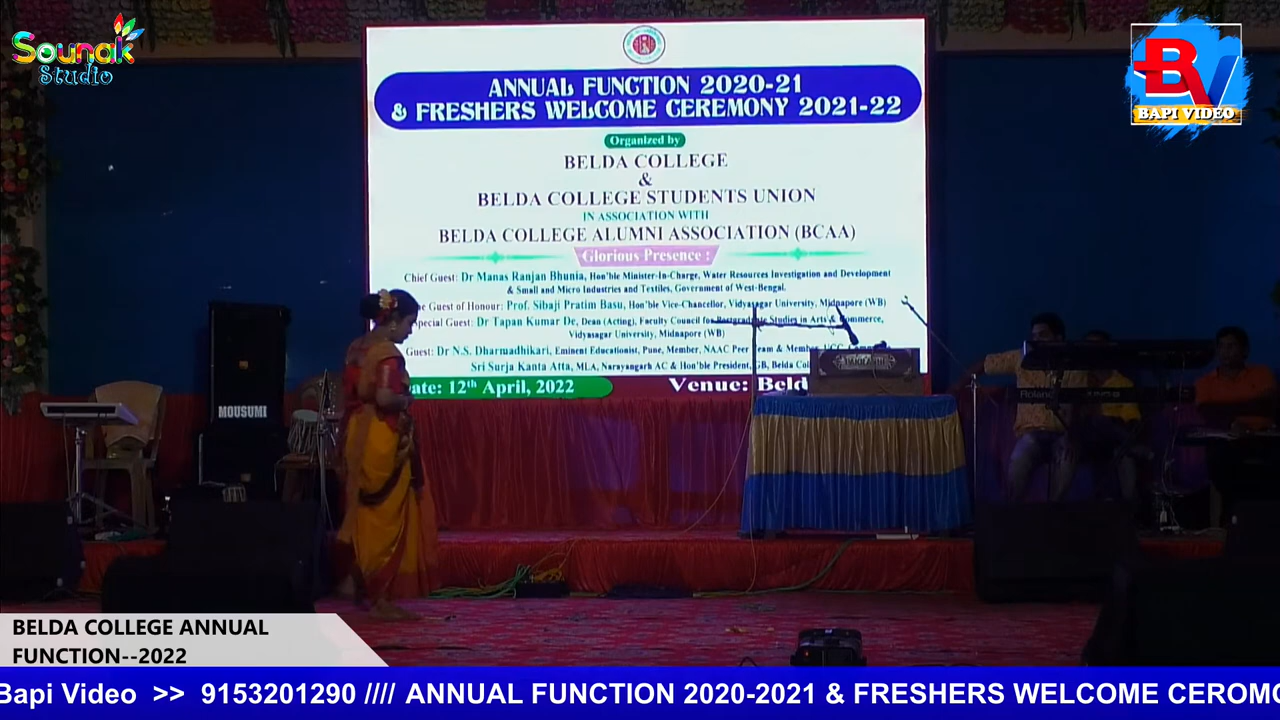 Sounak
Studio
BV
BAPI VIDEO
ANNUAL FUNCTION 2020-21
& FRESHERS WELCOME CEREMONY 2021-22
Organized by
BELDA COLLEGE
&
BELDA COLLEGE STUDENTS UNION
IN ASSOCIATION WITH
BELDA COLLEGE ALUMNI ASSOCIATION (BCAA)
Glorious Presence :
Chief Guest: Dr Manas Ranjan Bhunia, Hon'ble Minister-In-Charge, Water Resources Investigation and Development
& Small and Micro Industries and Textiles, Government of West-Bengal.
Guest of Honour: Prof. Sibaji Pratim Basu, Hon'ble Vice-Chancellor, Vidyasagar University, Midnapore (WB)
Special Guest: Dr Tapan Kumar De, Dean (Acting), Faculty Council for Postgraduate Studies in Arts & Commerce,
Vidyasagar University, Midnapore (WB)
Guest: Dr N.S. Dharmadhikari, Eminent Educationist, Pune, Member, NAAC Peer Team & Member, UGC
Sri Surja Kanta Atta, MLA, Narayangarh AC & Hon'ble President, GB, Belda
ate: 12th April, 2022
Venue: Beld
MOUSUMI
Roland
BELDA COLLEGE ANNUAL
FUNCTION--2022
Bapi Video >> 9153201290 //// ANNUAL FUNCTION 2020-2021 & FRESHERS WELCOME CEROMO